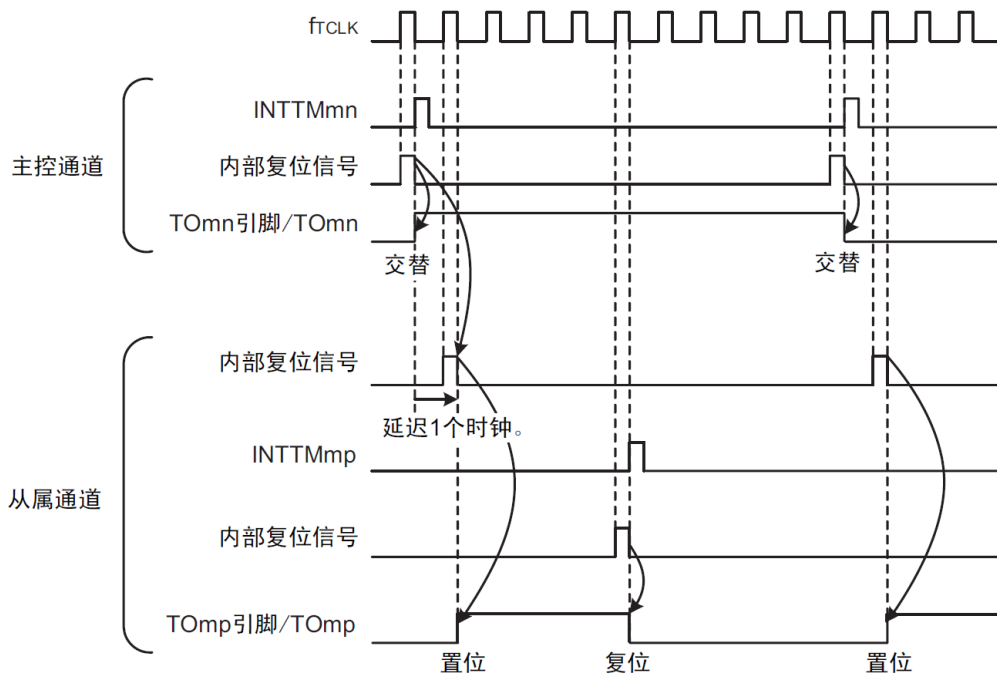 fTCLK
主控通道
INTTMmn
内部复位信号
TOmn引脚/TOmn
交替
交替
从属通道
内部复位信号
延迟1个时钟。
INTTMmp
内部复位信号
TOmp引脚/TOmp
置位
复位
置位